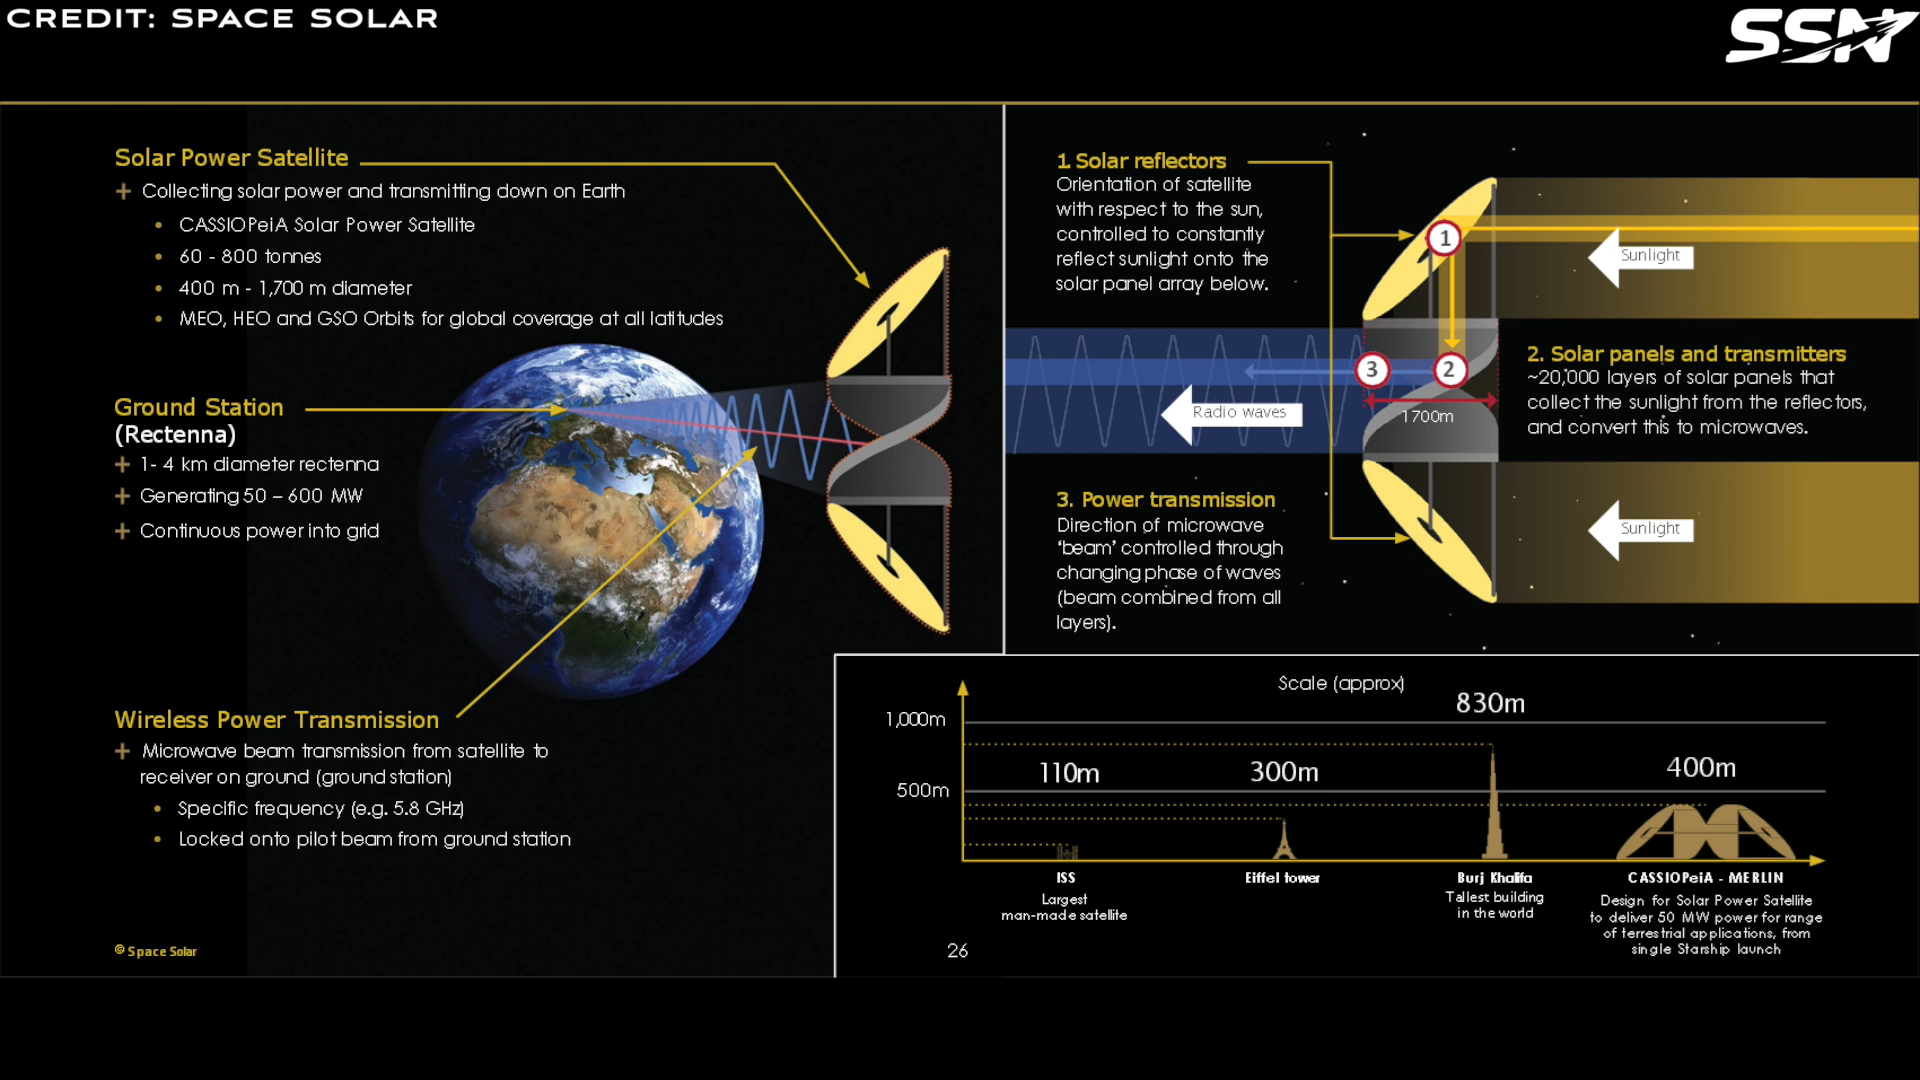 CREDIT: SPACE SOLAR
SSN
Solar Power Satellite
+ Collecting solar power and transmitting down on Earth
• CASSIOPeiA Solar Power Satellite
• 60 - 800 tonnes
• 400 m - 1,700 m diameter
• MEO, HEO and GSO Orbits for global coverage at all latitudes
Ground Station
(Rectenna)
+ 1- 4 km diameter rectenna
+ Generating 50 – 600 MW
+ Continuous power into grid
Wireless Power Transmission
+ Microwave beam transmission from satellite to
receiver on ground (ground station)
• Specific frequency (e.g. 5.8 GHz)
• Locked onto pilot beam from ground station
© Space Solar
1. Solar reflectors
Orientation of satellite
with respect to the sun,
controlled to constantly
reflect sunlight onto the
solar panel array below.
1
Sunlight
2. Solar panels and transmitters
~20,000 layers of solar panels that
collect the sunlight from the reflectors,
and convert this to microwaves.
3
2
Radio waves
1700m
3. Power transmission
Direction of microwave
‘beam’ controlled through
changing phase of waves
(beam combined from all
layers).
Sunlight
Scale (approx)
1,000m
500m
110m
300m
830m
400m
ISS
Largest
man-made satellite
Eiffel tower
Burj Khalifa
Tallest building
in the world
CASSIOPeiA - MERLIN
Design for Solar Power Satellite
to deliver 50 MW power for range
of terrestrial applications, from
single Starship launch
26